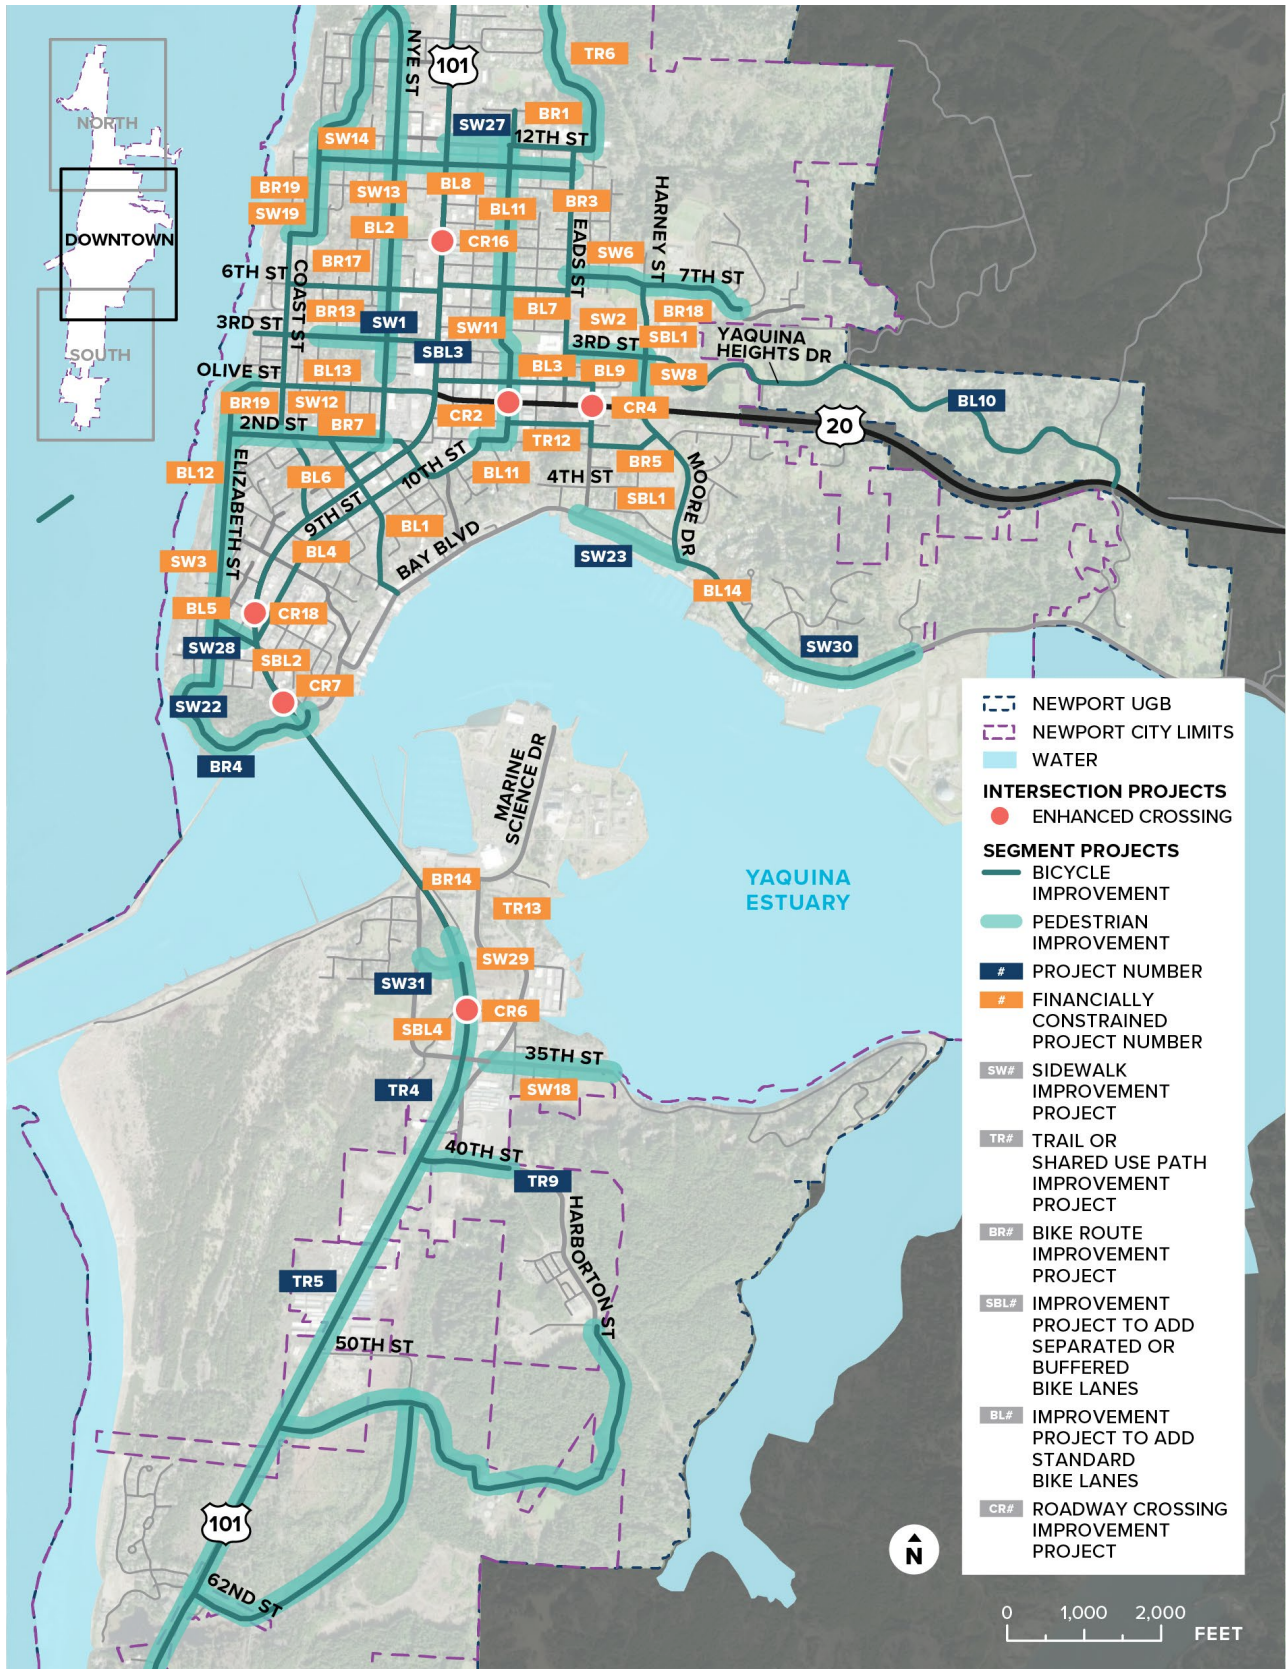 NORTH
DOWNTOWN
SOUTH
NYE ST
101
TR6
BR1
SW27
12TH ST
SW14
BR19
SW13
BL8
BR3
HARNEY ST
SW19
BL11
BL2
CR16
EADS ST
SW6
BR17
6TH ST
COAST ST
7TH ST
BR13
BL7
BR18
3RD ST
SW1
SW11
SW2
SBL1
YAQUINA
HEIGHTS DR
SBL3
3RD ST
OLIVE ST
BL13
BL3
BL9
SW8
BR19
SW12
CR2
CR4
BL10
2ND ST
BR7
20
TR12
10TH ST
BL12
ELIZABETH ST
BL6
BL11
4TH ST
BR5
MOORE DR
SBL1
9TH ST
BL1
BAY BLVD
BL4
SW3
SW23
BL14
BL5
CR18
SW28
SBL2
SW30
CR7
SW22
BR4
MARINE
SCIENCE DR
BR14
TR13
YAQUINA
ESTUARY
SW29
SW31
CR6
SBL4
35TH ST
TR4
SW18
40TH ST
TR9
HARBORTON ST
TR5
50TH ST
101
62ND ST
NEWPORT UGB
NEWPORT CITY LIMITS
WATER
INTERSECTION PROJECTS
ENHANCED CROSSING
SEGMENT PROJECTS
BICYCLE
IMPROVEMENT
PEDESTRIAN
IMPROVEMENT
# PROJECT NUMBER
# FINANCIALLY
CONSTRAINED
PROJECT NUMBER
SW# SIDEWALK
IMPROVEMENT
PROJECT
TR# TRAIL OR
SHARED USE PATH
IMPROVEMENT
PROJECT
BR# BIKE ROUTE
IMPROVEMENT
PROJECT
SBL# IMPROVEMENT
PROJECT TO ADD
SEPARATED OR
BUFFERED
BIKE LANES
BL# IMPROVEMENT
PROJECT TO ADD
STANDARD
BIKE LANES
CR# ROADWAY CROSSING
IMPROVEMENT
PROJECT
N
0 1,000 2,000
FEET